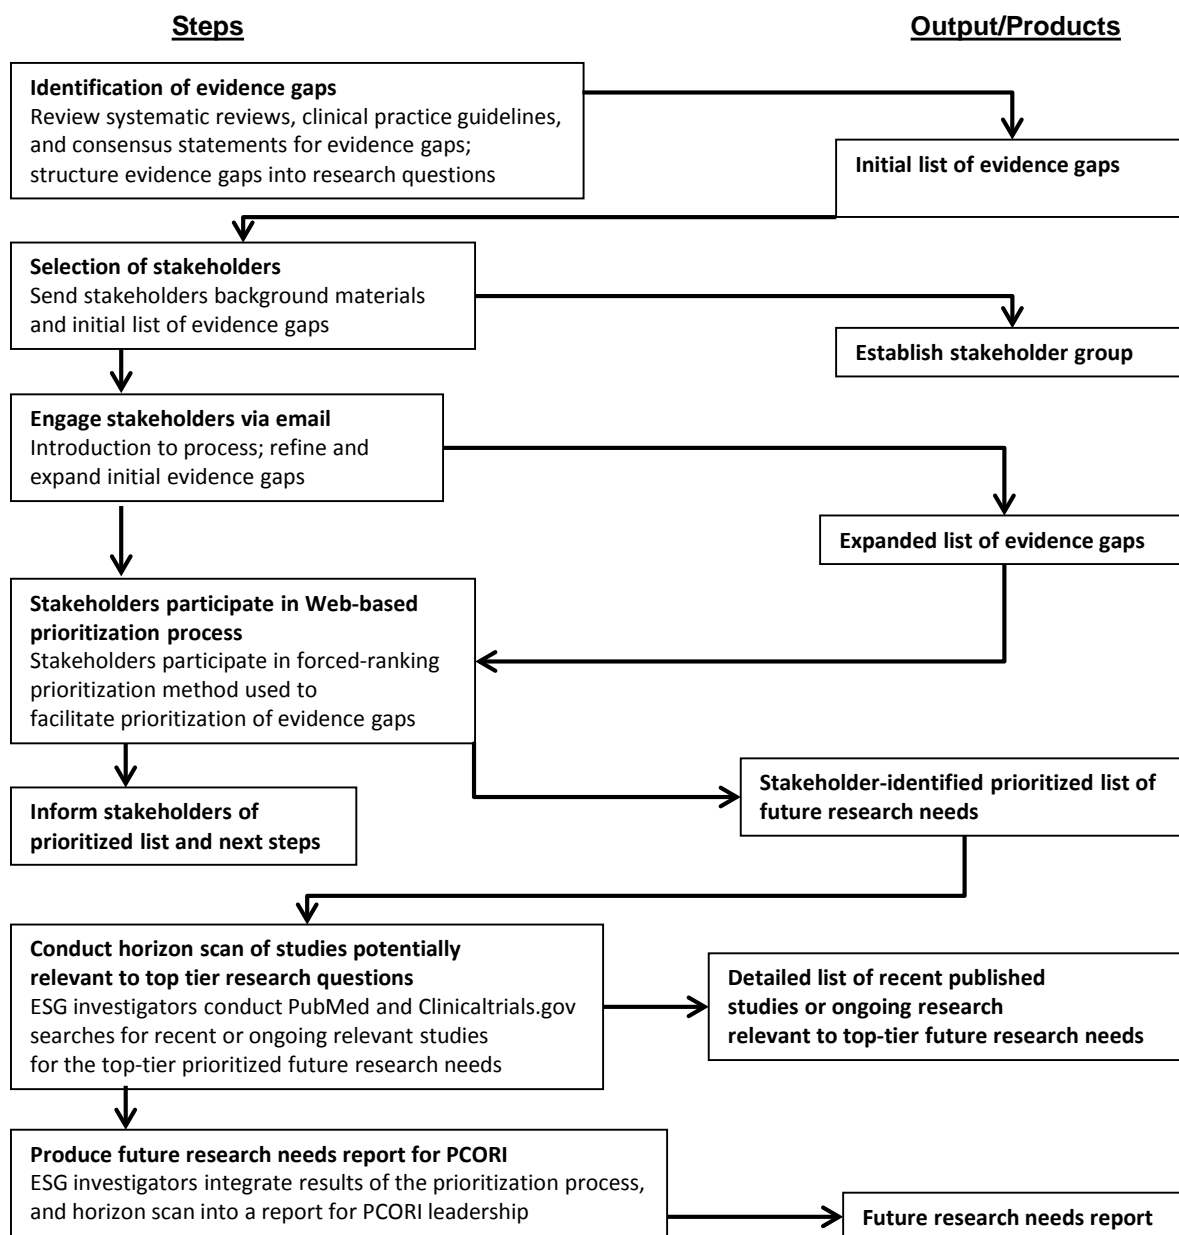 Steps
Output/Products
Identification of evidence gaps
Review systematic reviews, clinical practice guidelines,
and consensus statements for evidence gaps;
structure evidence gaps into research questions
Initial list of evidence gaps
Selection of stakeholders
Send stakeholders background materials
and initial list of evidence gaps
Establish stakeholder group
Engage stakeholders via email
Introduction to process; refine and
expand initial evidence gaps
Expanded list of evidence gaps
Stakeholders participate in Web-based
prioritization process
Stakeholders participate in forced-ranking
prioritization method used to
facilitate prioritization of evidence gaps
Stakeholder-identified prioritized list of
future research needs
Inform stakeholders of
prioritized list and next steps
Conduct horizon scan of studies potentially
relevant to top tier research questions
ESG investigators conduct PubMed and Clinicaltrials.gov
searches for recent or ongoing relevant studies
for the top-tier prioritized future research needs
Detailed list of recent published
studies or ongoing research
relevant to top-tier future research needs
Produce future research needs report for PCORI
ESG investigators integrate results of the prioritization process,
and horizon scan into a report for PCORI leadership
Future research needs report